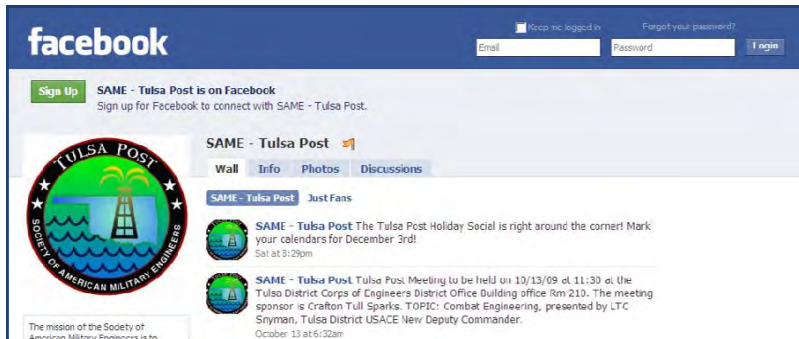 facebook
Keep me logged in
Forgot your password?
Email
Password
Login
Sign Up
SAME - Tulsa Post is on Facebook
Sign up for Facebook to connect with SAME - Tulsa Post.
TULSA POST
SOCIETY OF AMERICAN MILITARY ENGINEERS
SAME - Tulsa Post
Wall Info Photos Discussions
SAME - Tulsa Post Just Fans
SAME - Tulsa Post The Tulsa Post Holiday Social is right around the corner! Mark
your calendars for December 3rd!
Sat at 3:29pm
SAME - Tulsa Post Tulsa Post Meeting to be held on 10/13/09 at 11:30 at the
Tulsa District Corps of Engineers District Office Building office Rm 210. The meeting
sponsor is Crafton Tull Sparks. TOPIC: Combat Engineering, presented by LTC
Snyman, Tulsa District USACE New Deputy Commander.
October 13 at 6:32am
The mission of the Society of
American Military Engineers is to